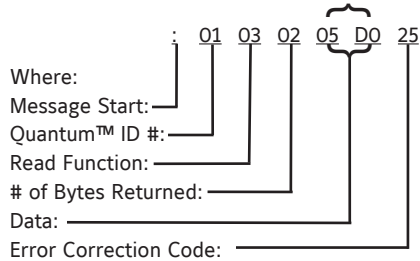 : 01 03 02 05 D0 25
Where:
Message Start:
Quantum™ ID #:
Read Function:
# of Bytes Returned:
Data:
Error Correction Code: